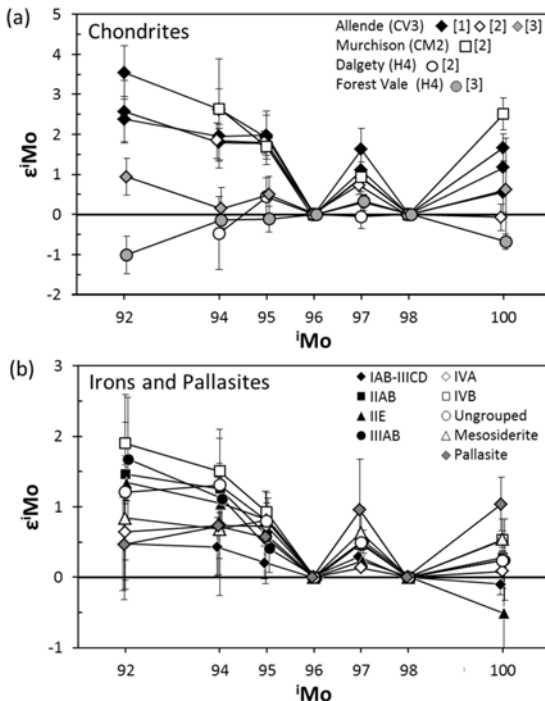 (a)
Chondrites
Allende (CV3) [1] [2] [3]
Murchison (CM2) [2]
Dalgety (H4) [2]
Forest Vale (H4) [3]
5
4
3
2
1
0
-1
-2
εⁱMo
92 94 95 96 97 98 100
ⁱMo
(b)
Irons and Pallasites
IAB-IIICD IVA
IIAB IVB
IIE Ungrouped
IIIAB Mesosiderite
Pallasite
3
2
1
0
-1
εⁱMo
92 94 95 96 97 98 100
ⁱMo